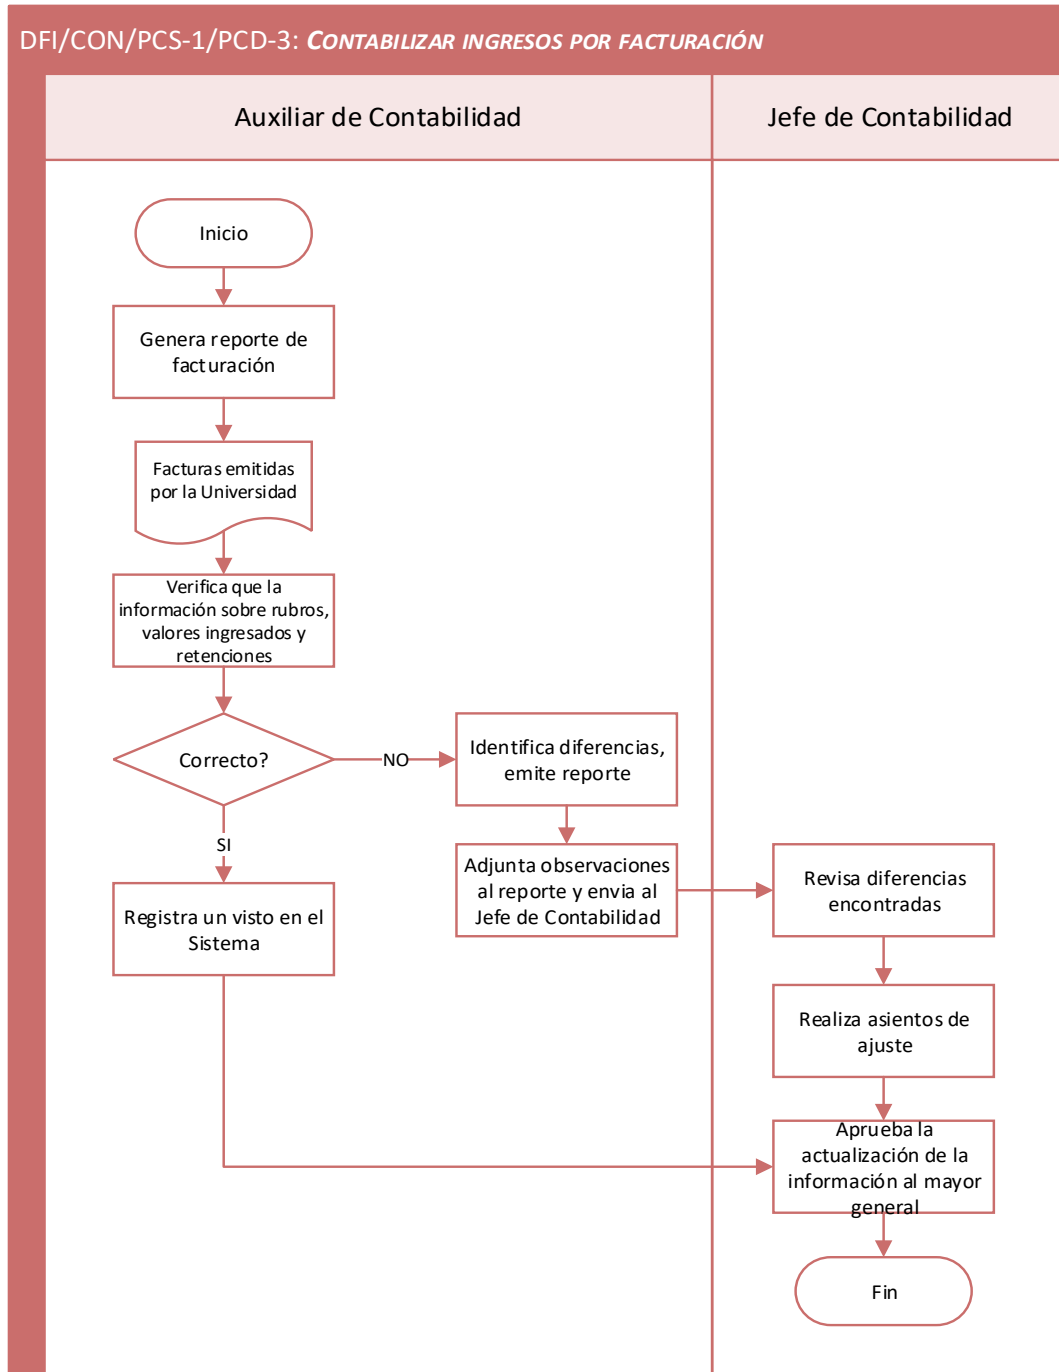 DFI/CON/PCS-1/PCD-3: CONTABILIZAR INGRESOS POR FACTURACIÓN
Auxiliar de Contabilidad
Jefe de Contabilidad
Inicio
Genera reporte de
facturación
Facturas emitidas
por la Universidad
Verifica que la
información sobre rubros,
valores ingresados y
retenciones
Correcto?
NO
Identifica diferencias,
emite reporte
SI
Adjunta observaciones
al reporte y envia al
Jefe de Contabilidad
Revisa diferencias
encontradas
Registra un visto en el
Sistema
Realiza asientos de
ajuste
Aprueba la
actualización de la
información al mayor
general
Fin